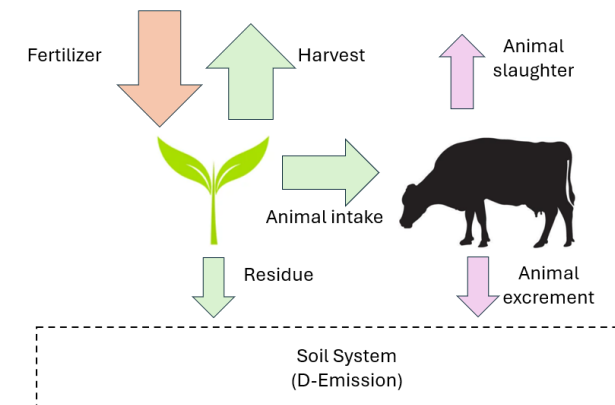 Fertilizer
Harvest
Animal
slaughter
Animal intake
Residue
Animal
excrement
Soil System
(D-Emission)